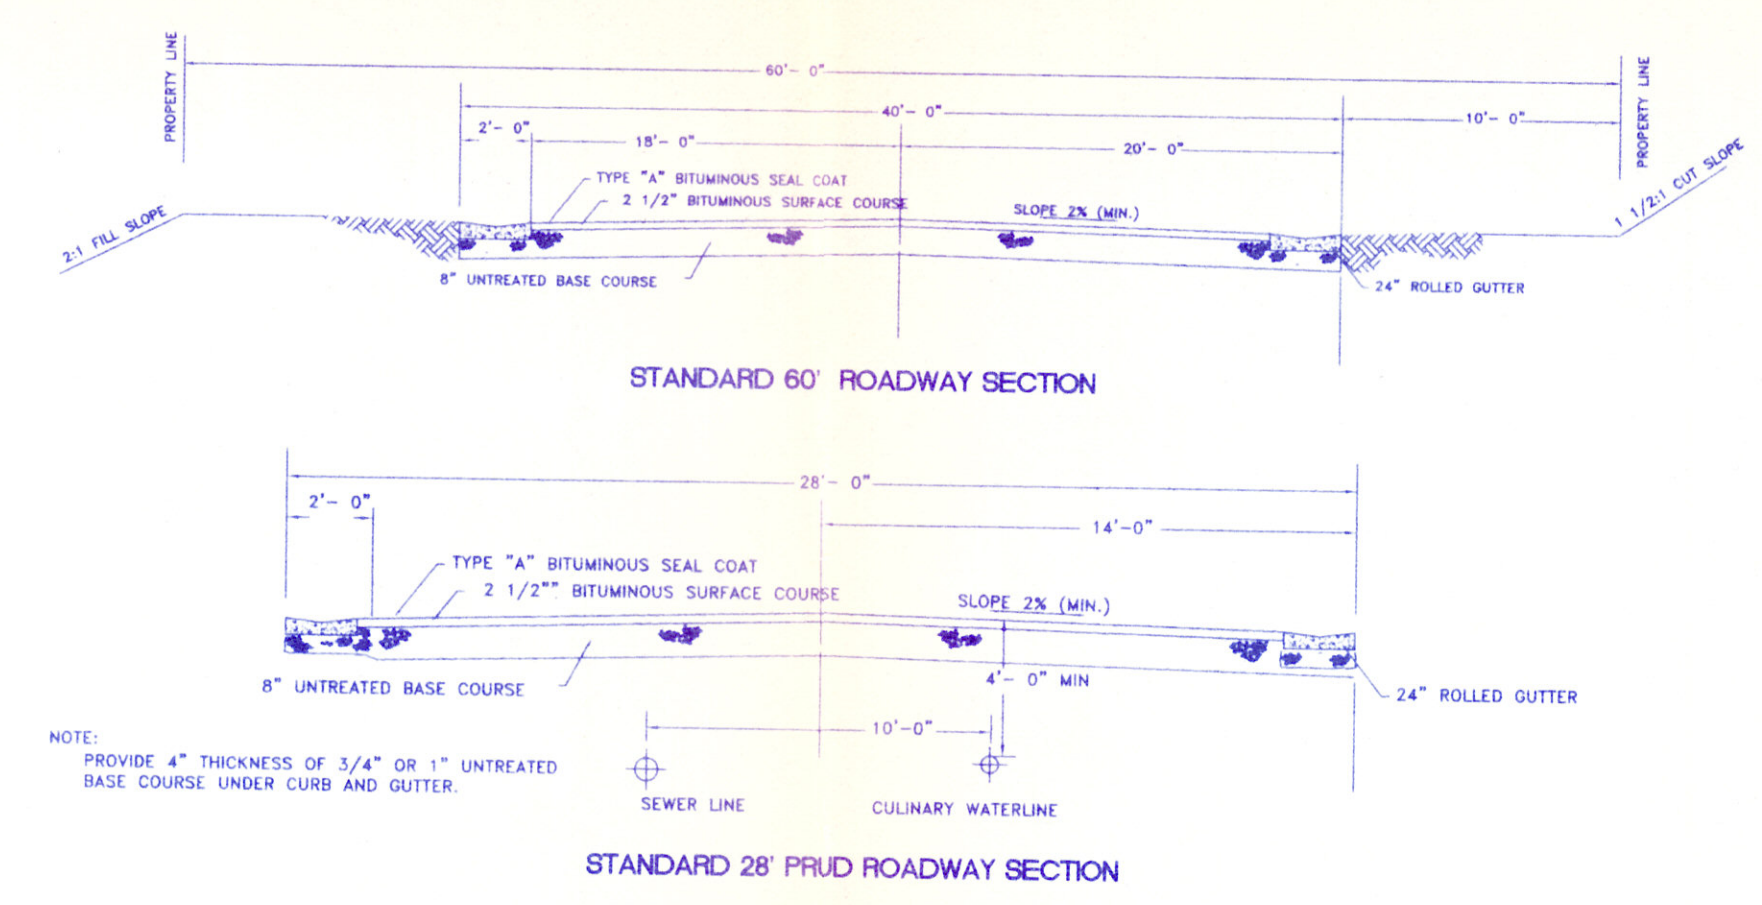 PROPERTY LINE
60'- 0"
PROPERTY LINE
40'- 0"
10'- 0"
2'- 0"
18'- 0"
20'- 0"
TYPE "A" BITUMINOUS SEAL COAT
2 1/2" BITUMINOUS SURFACE COURSE
SLOPE 2% (MIN.)
2:1 FILL SLOPE
1 1/2:1 CUT SLOPE
8" UNTREATED BASE COURSE
24" ROLLED GUTTER
STANDARD 60' ROADWAY SECTION
28'- 0"
2'- 0"
14'-0"
TYPE "A" BITUMINOUS SEAL COAT
2 1/2"" BITUMINOUS SURFACE COURSE
SLOPE 2% (MIN.)
8" UNTREATED BASE COURSE
4'- 0" MIN
24" ROLLED GUTTER
10'-0"
NOTE:
PROVIDE 4" THICKNESS OF 3/4" OR 1" UNTREATED
BASE COURSE UNDER CURB AND GUTTER.
SEWER LINE
CULINARY WATERLINE
STANDARD 28' PRUD ROADWAY SECTION